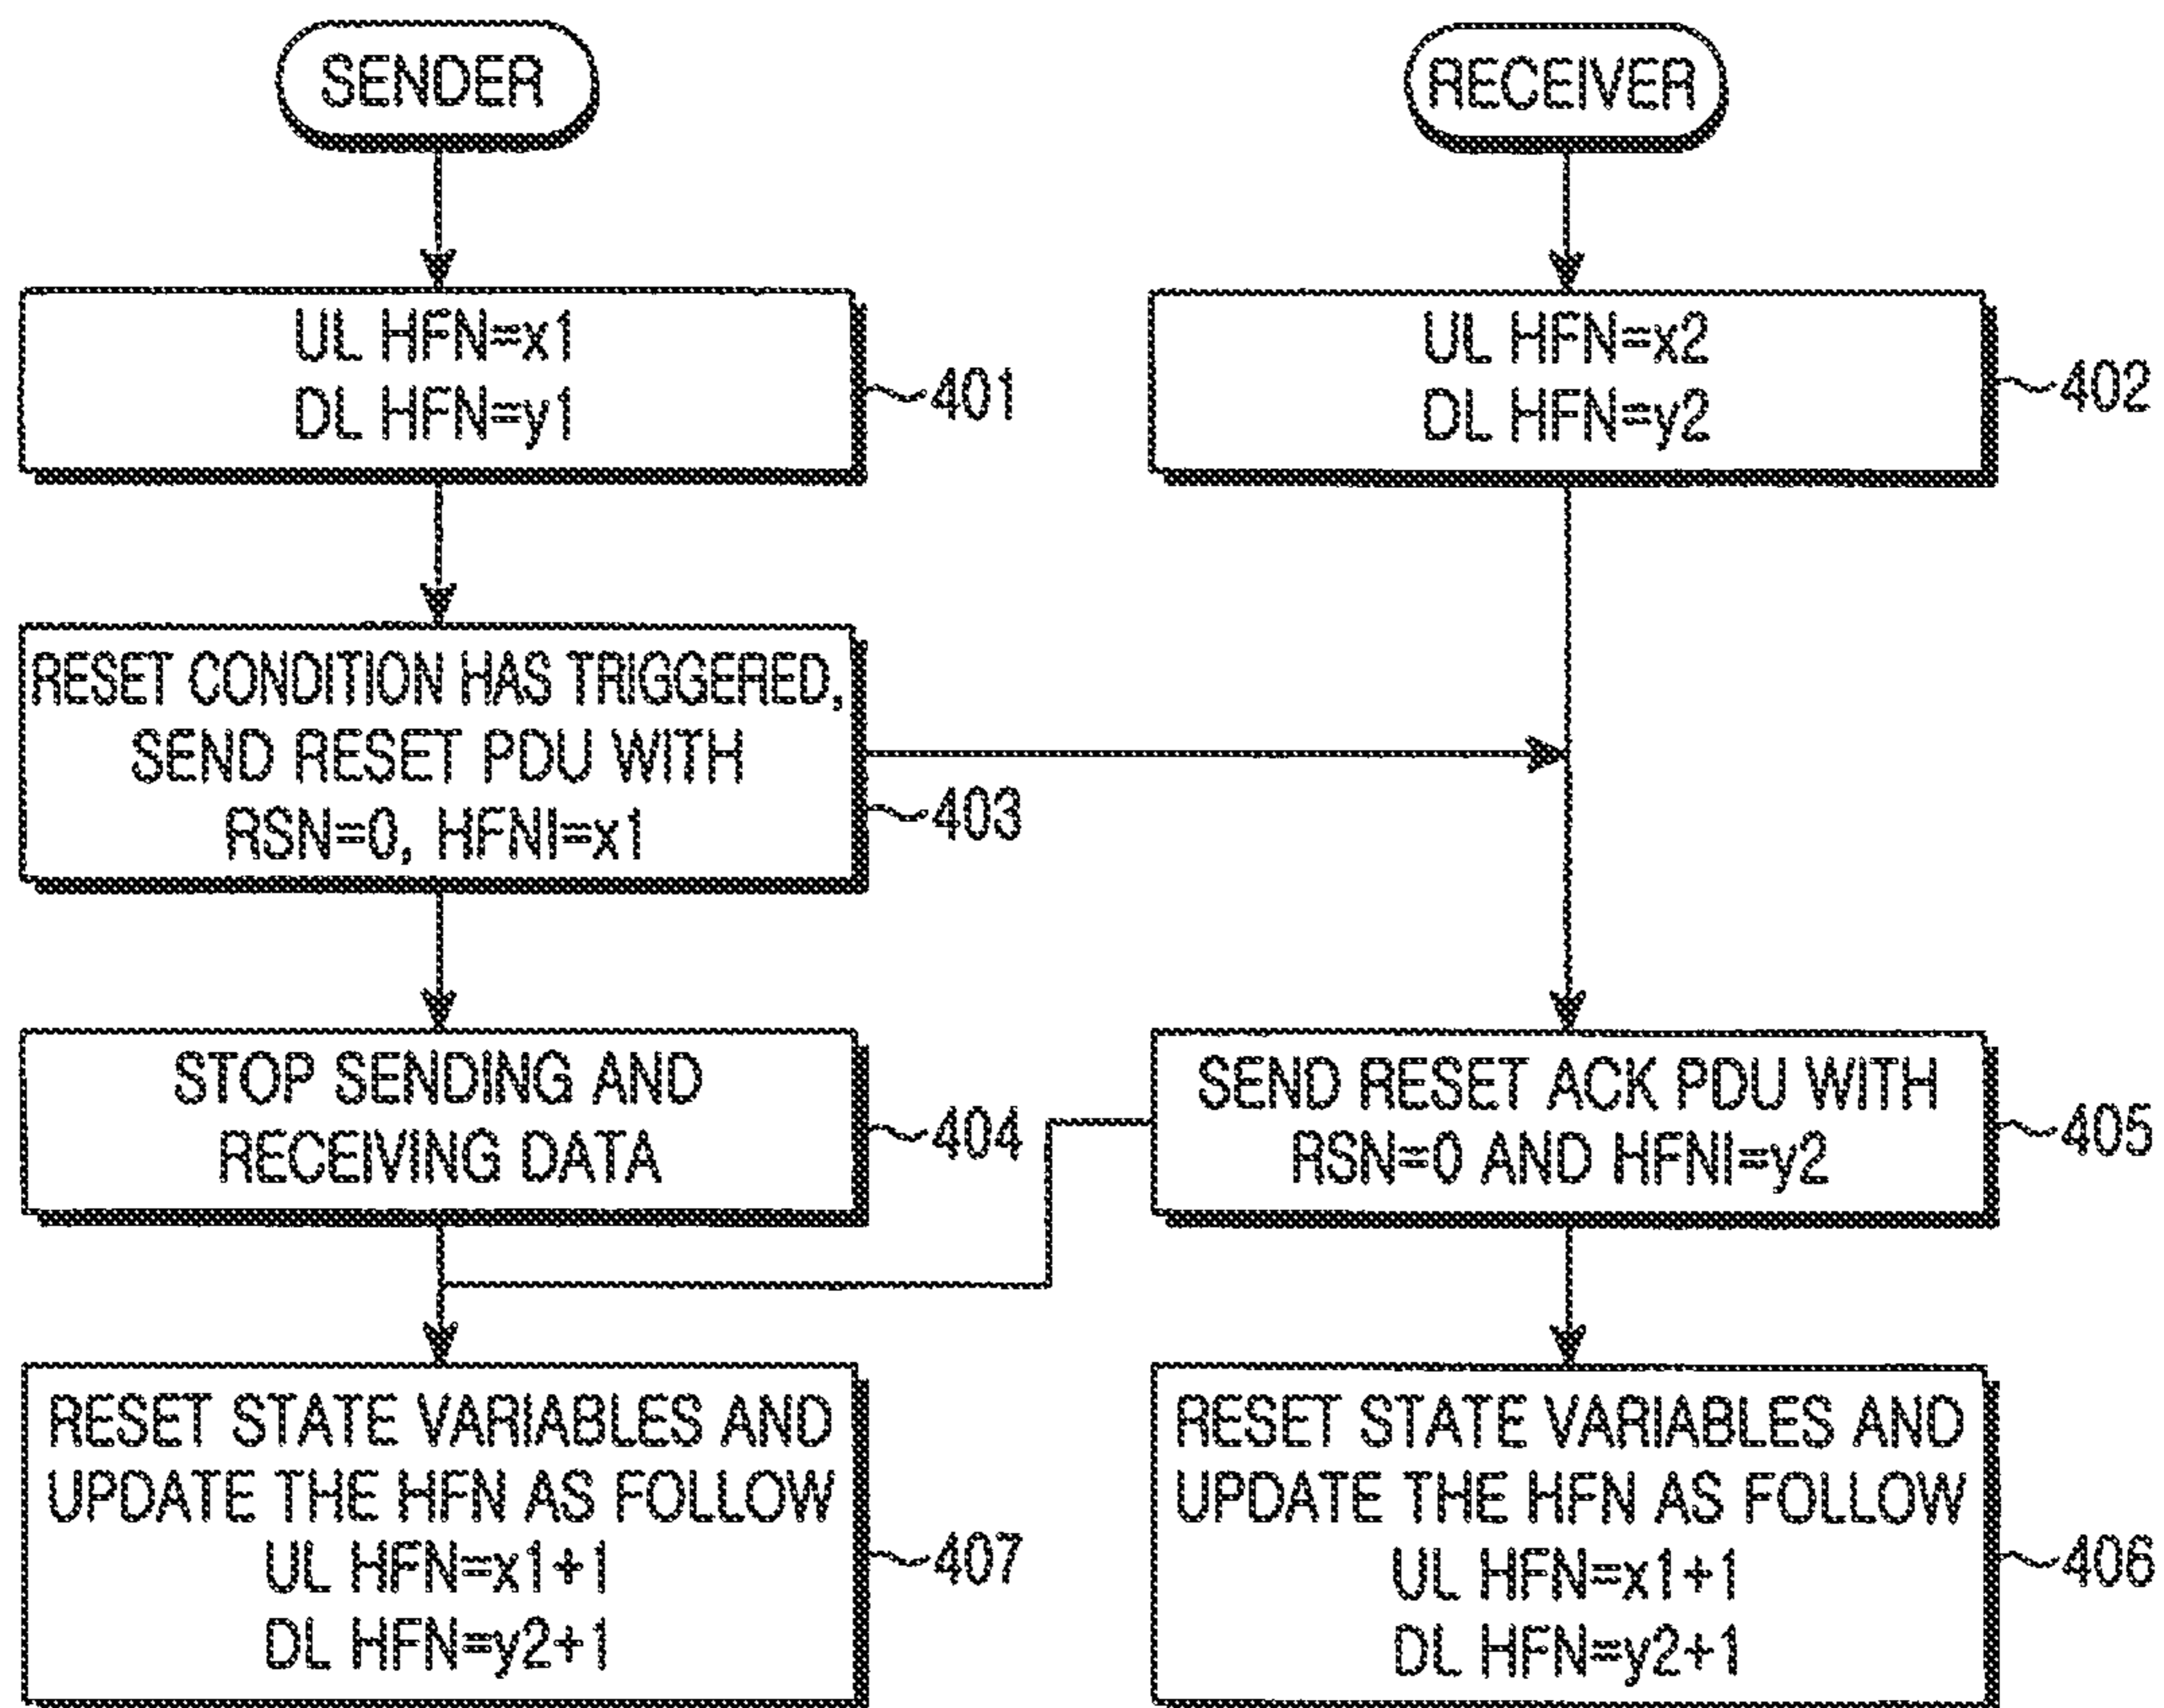 SENDER
RECEIVER
UL HFN=x1
DL HFN=y1
401
UL HFN=x2
DL HFN=y2
402
RESET CONDITION HAS TRIGGERED,
SEND RESET PDU WITH
RSN=0, HFNI=x1
403
STOP SENDING AND
RECEIVING DATA
404
SEND RESET ACK PDU WITH
RSN=0 AND HFNI=y2
405
RESET STATE VARIABLES AND
UPDATE THE HFN AS FOLLOW
UL HFN=x1+1
DL HFN=y2+1
407
RESET STATE VARIABLES AND
UPDATE THE HFN AS FOLLOW
UL HFN=x1+1
DL HFN=y2+1
406